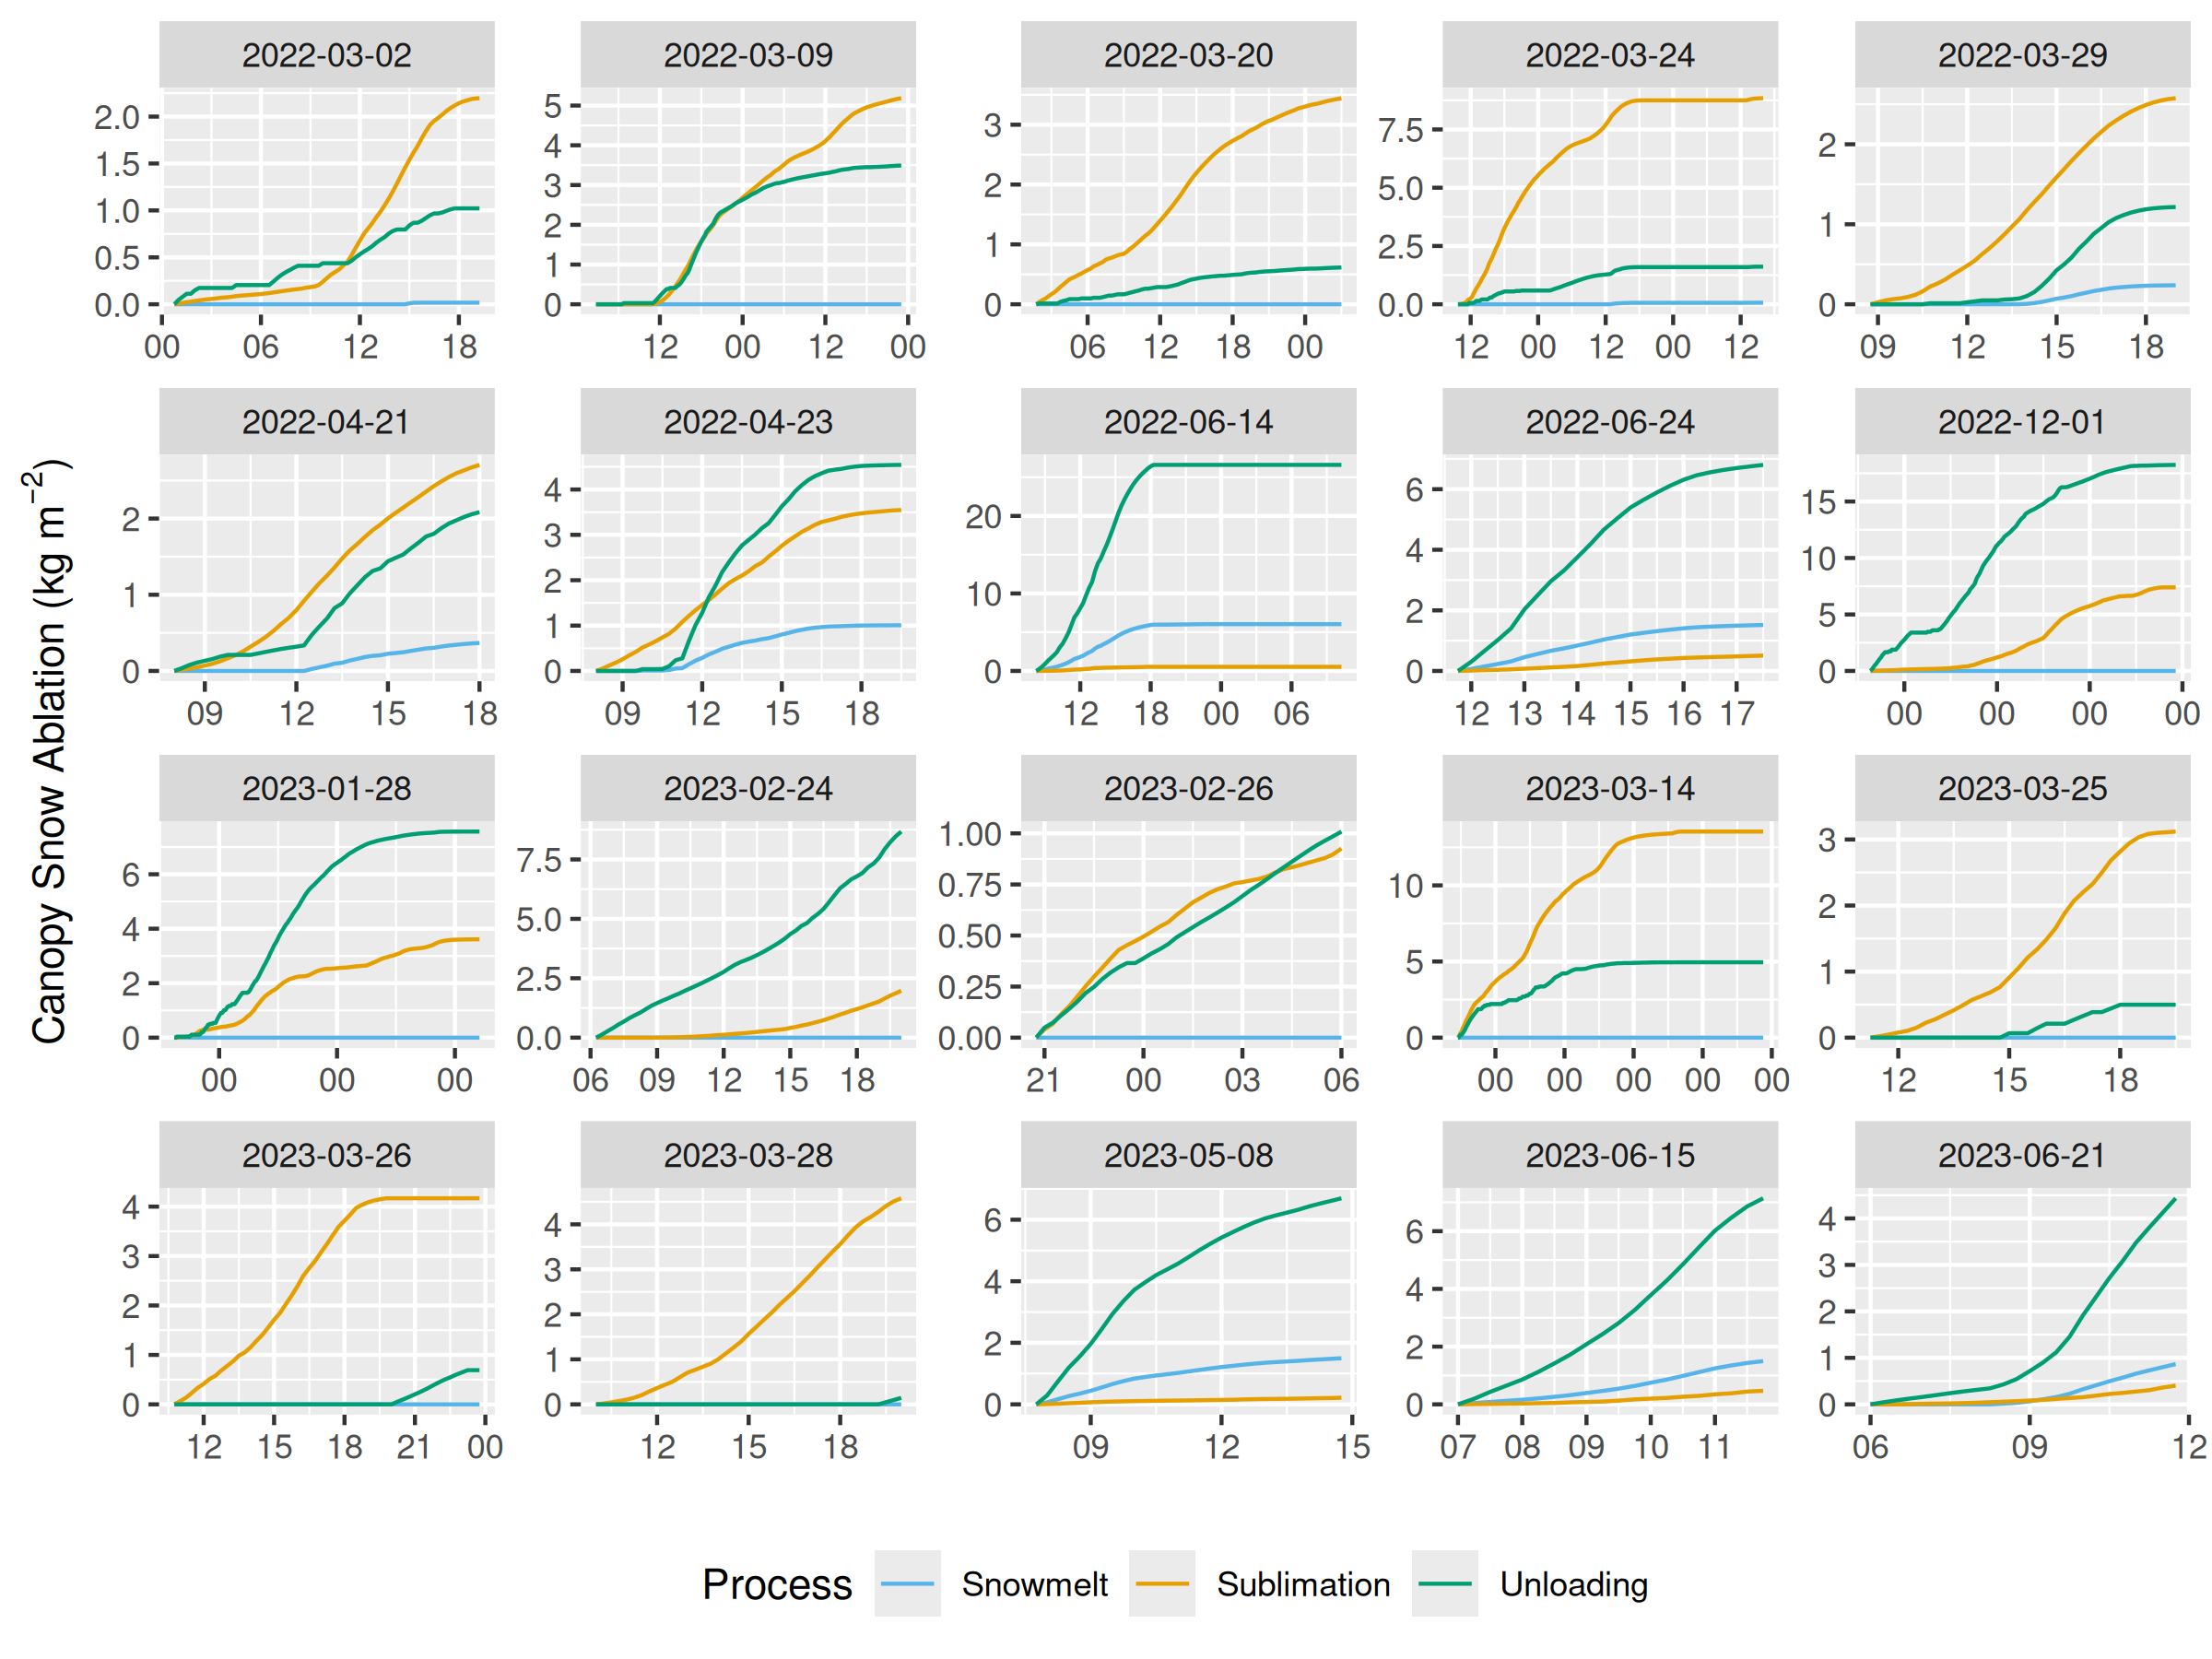 2022-03-02 2022-03-09 2022-03-20 2022-03-24 2022-03-29
2.0 1.5 1.0 0.5 0.0
5 4 3 2 1 0
3 2 1 0
7.5 5.0 2.5 0.0
2 1 0
00 06 12 18
12 00 12 00
06 12 18 00
12 00 12 00 12
09 12 15 18
2022-04-21 2022-04-23 2022-06-14 2022-06-24 2022-12-01
2 1 0
4 3 2 1 0
20 10 0
6 4 2 0
15 10 5 0
09 12 15 18
09 12 15 18
12 18 00 06
12 13 14 15 16 17
00 00 00 00
Canopy Snow Ablation (kg m⁻²)
2023-01-28 2023-02-24 2023-02-26 2023-03-14 2023-03-25
6 4 2 0
7.5 5.0 2.5 0.0
1.00 0.75 0.50 0.25 0.00
10 5 0
3 2 1 0
00 00 00
06 09 12 15 18
21 00 03 06
00 00 00 00 00
12 15 18
2023-03-26 2023-03-28 2023-05-08 2023-06-15 2023-06-21
4 3 2 1 0
4 3 2 1 0
6 4 2 0
6 4 2 0
4 3 2 1 0
12 15 18 21 00
12 15 18
09 12 15
07 08 09 10 11
06 09 12
Process Snowmelt Sublimation Unloading